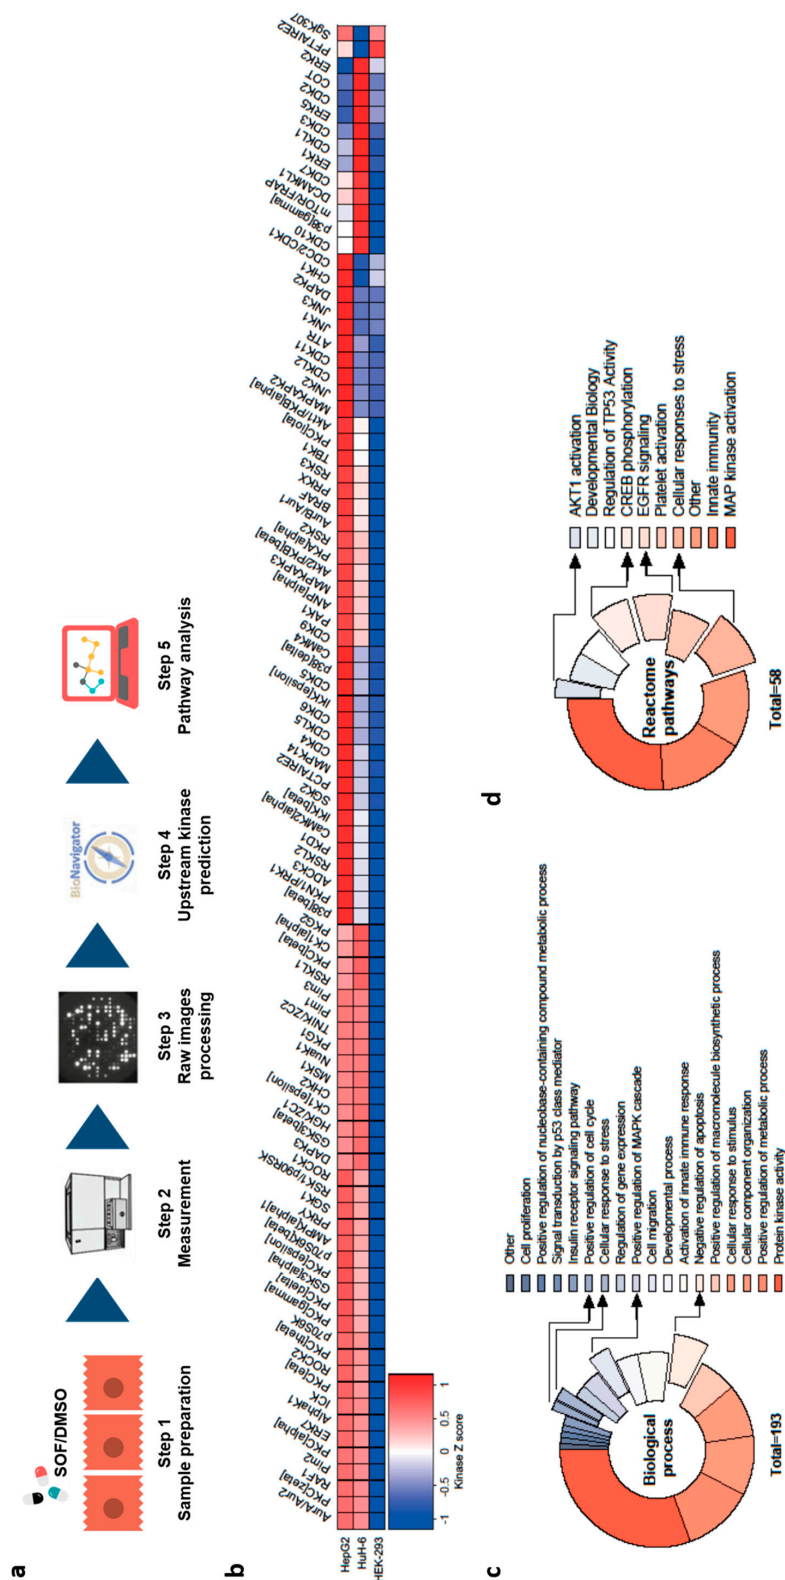 a
SOF/DMSO
Step 1
Sample preparation
Step 2
Measurement
Step 3
Raw images
processing
BioNavigator
Step 4
Upstream kinase
prediction
Step 5
Pathway analysis
b
AurA/Aur2
PKC[zeta]
RAF1
Pim2
PKC[alpha]
ERK7
AlphaK1
ICK
PKC[eta]
ROCK2
PKC[theta]
p70S6K
PKC[gamma]
PKC[delta]
GSK3[alpha]
PKC[epsilon]
p70S6K[beta]
AMPK[alpha]1
PRKY
SGK1
RSK1/p90RSK
ROCK1
DAPK3
GSK3[beta]
HGK/ZC1
CK1[epsilon]
CHK2
MSK1
NuaK1
PKG1
TNIK/ZC2
Pim1
Pim3
RSKL1
PKC[beta]
CK1[alpha]
PKG2
p38[beta]
PKN1/PRK1
ADCK3
RSKL2
PKD1
CaMK2[alpha]
IKK[beta]
SGK2
PCTAIRE2
MAPK14
CDK4
CDKL5
CDK6
IKK[epsilon]
CDK5
p38[delta]
CaMK4
CDK9
PAK1
ANP[alpha]
MAPKAPK3
Akt2/PKB[beta]
PKA[alpha]
RSK2
AurB/Aur1
BRAF
PRKX
RSK3
TBK1
PKC[iota]
Akt1/PKB[alpha]
MAPKAPK2
JNK2
CDKL2
CDK11
ATR
JNK1
JNK3
DAPK2
CHK1
CDC2/CDK1
CDK10
p38[gamma]
mTOR/FRAP
DCAMKL1
CDK7
ERK1
CDKL1
CDK3
ERK5
CDK2
COT
ERK2
PFTAIRE2
SgK307
HepG2
HuH-6
HEK-293
-1 -0.5 0 0.5 1
Kinase Z score
c
Biological
process
Total=193
Other
Cell proliferation
Positive regulation of nucleobase-containing compound metabolic process
Signal transduction by p53 class mediator
Insulin receptor signaling pathway
Positive regulation of cell cycle
Cellular response to stress
Regulation of gene expression
Positive regulation of MAPK cascade
Cell migration
Developmental process
Activation of innate immune response
Negative regulation of apoptosis
Positive regulation of macromolecule biosynthetic process
Cellular response to stimulus
Cellular component organization
Positive regulation of metabolic process
Protein kinase activity
d
Reactome
pathways
Total=58
AKT1 activation
Developmental Biology
Regulation of TP53 Activity
CREB phosphorylation
EGFR signaling
Platelet activation
Cellular responses to stress
Other
Innate immunity
MAP kinase activation